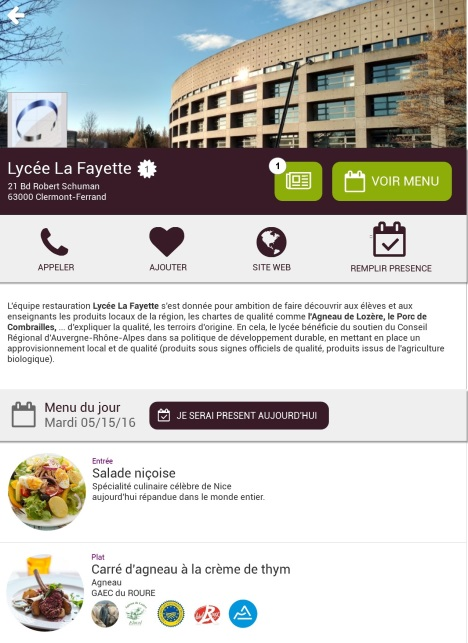 Lycée La Fayette 1
21 Bd Robert Schuman
63000 Clermont-Ferrand
1
VOIR MENU
APPELER AJOUTER SITE WEB REMPLIR PRESENCE
L'équipe restauration Lycée La Fayette s'est donnée pour ambition de faire découvrir aux élèves et aux
enseignants les produits locaux de la région, les chartes de qualité comme l'Agneau de Lozère, le Porc de
Combrailles, ... d'expliquer la qualité, les terroirs d'origine. En cela, le lycée bénéficie du soutien du Conseil
Régional d'Auvergne-Rhône-Alpes dans sa politique de développement durable, en mettant en place un
approvisionnement local et de qualité (produits sous signes officiels de qualité, produits issus de l'agriculture
biologique).
Menu du jour
Mardi 05/15/16
JE SERAI PRESENT AUJOURD'HUI
Entrée
Salade niçoise
Spécialité culinaire célèbre de Nice
aujourd'hui répandue dans le monde entier.
Plat
Carré d'agneau à la crème de thym
Agneau
GAEC du ROURE